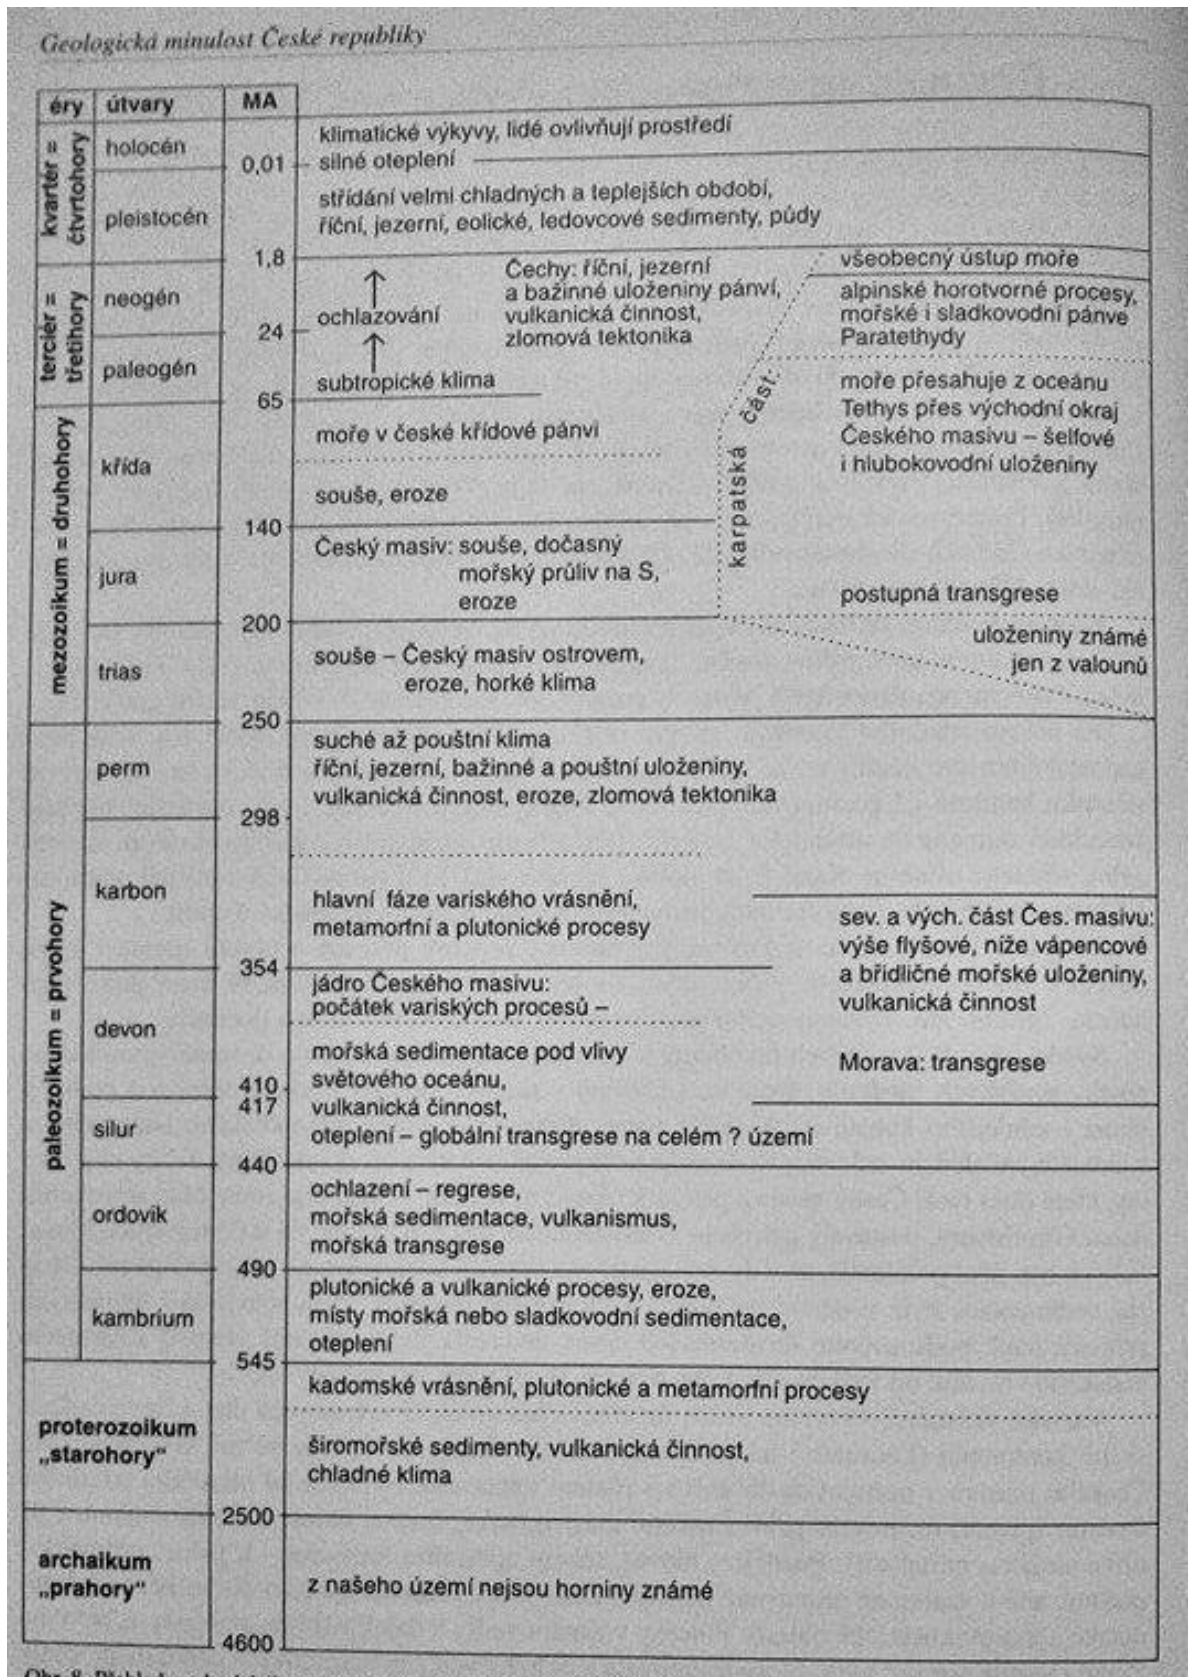 Geologická minulost České republiky
éry útvary MA
kvartér =
čtvrtohory
holocén
klimatické výkyvy, lidé ovlivňují prostředí
0,01 silné oteplení
pleistocén
střídání velmi chladných a teplejších období,
říční, jezerní, eolické, ledovcové sedimenty, půdy
1,8
terciér =
třetihory
neogén
ochlazování
Čechy: říční, jezerní
a bažinné uloženiny pánví,
vulkanická činnost,
zlomová tektonika
všeobecný ústup moře
alpinské horotvorné procesy,
mořské i sladkovodní pánve
Paratethydy
24
paleogén
subtropické klima
65
karpatská část:
moře přesahuje z oceánu
Tethys přes východní okraj
Českého masivu – šelfové
i hlubokovodní uloženiny
mezozoikum = druhohory
křída
moře v české křídové pánvi
souše, eroze
140
jura
Český masiv: souše, dočasný
mořský průliv na S,
eroze
postupná transgrese
200
trias
souše – Český masiv ostrovem,
eroze, horké klima
uloženiny známé
jen z valounů
250
paleozoikum = prvohory
perm
suché až pouštní klima
říční, jezerní, bažinné a pouštní uloženiny,
vulkanická činnost, eroze, zlomová tektonika
298
karbon
hlavní fáze variského vrásnění,
metamorfní a plutonické procesy
sev. a vých. část Čes. masivu:
výše flyšové, níže vápencové
a břidličné mořské uloženiny,
vulkanická činnost
354
devon
jádro Českého masivu:
počátek variských procesů –
mořská sedimentace pod vlivy
světového oceánu,
vulkanická činnost,
oteplení – globální transgrese na celém ? území
Morava: transgrese
410
417
silur
440
ordovik
ochlazení – regrese,
mořská sedimentace, vulkanismus,
mořská transgrese
490
kambrium
plutonické a vulkanické procesy, eroze,
místy mořská nebo sladkovodní sedimentace,
oteplení
545
proterozoikum
„starohory“
kadomské vrásnění, plutonické a metamorfní procesy
širomořské sedimenty, vulkanická činnost,
chladné klima
2500
archaikum
„prahory“
z našeho území nejsou horniny známé
4600